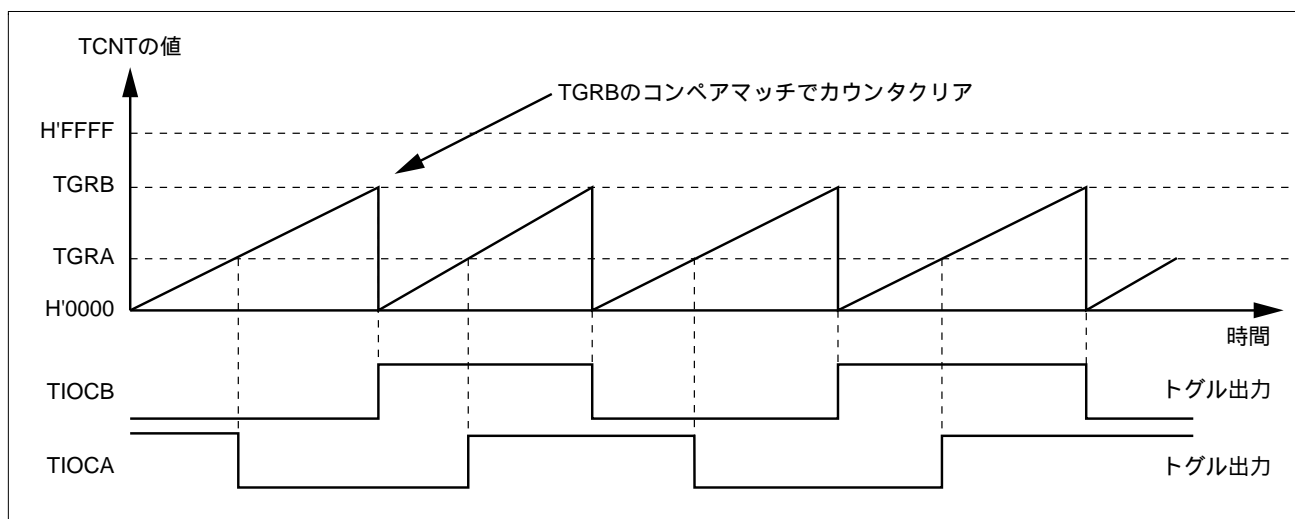 TCNTの値
TGRBのコンペアマッチでカウンタクリア
H'FFFF
TGRB
TGRA
H'0000
時間
TIOCB
トグル出力
TIOCA
トグル出力